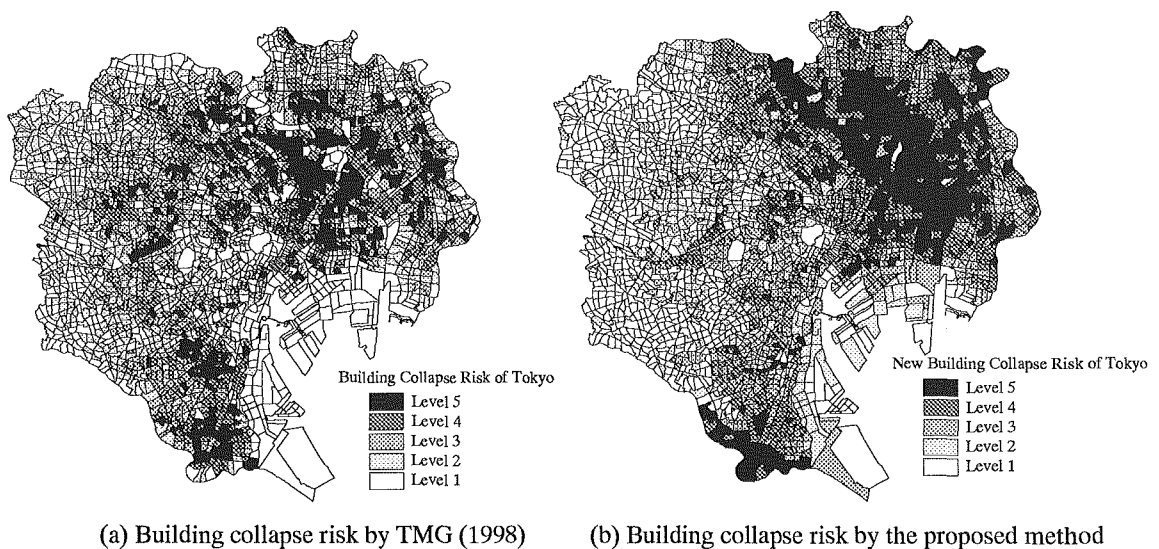 Building Collapse Risk of Tokyo
Level 5
Level 4
Level 3
Level 2
Level 1
New Building Collapse Risk of Tokyo
Level 5
Level 4
Level 3
Level 2
Level 1
(a) Building collapse risk by TMG (1998)
(b) Building collapse risk by the proposed method